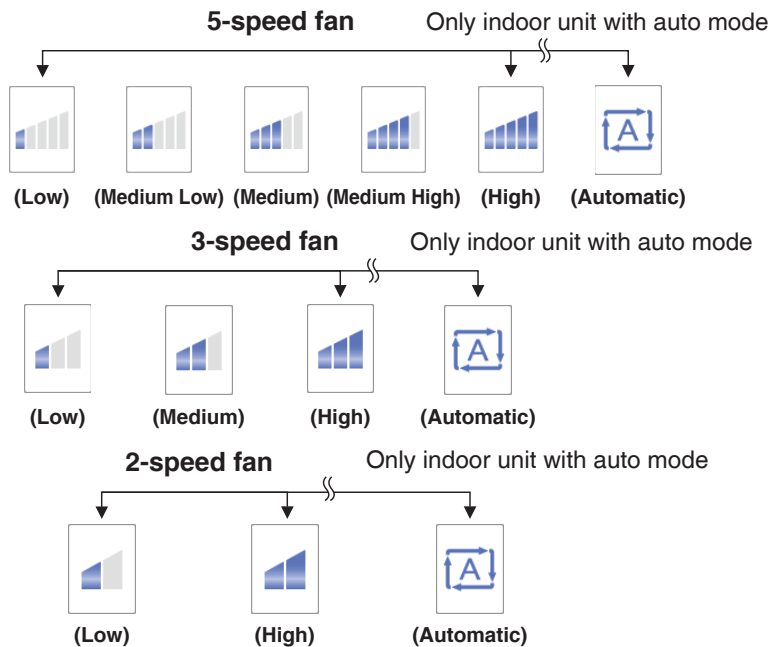 5-speed fan Only indoor unit with auto mode
A
(Low) (Medium Low) (Medium) (Medium High) (High) (Automatic)
3-speed fan Only indoor unit with auto mode
A
(Low) (Medium) (High) (Automatic)
2-speed fan Only indoor unit with auto mode
A
(Low) (High) (Automatic)